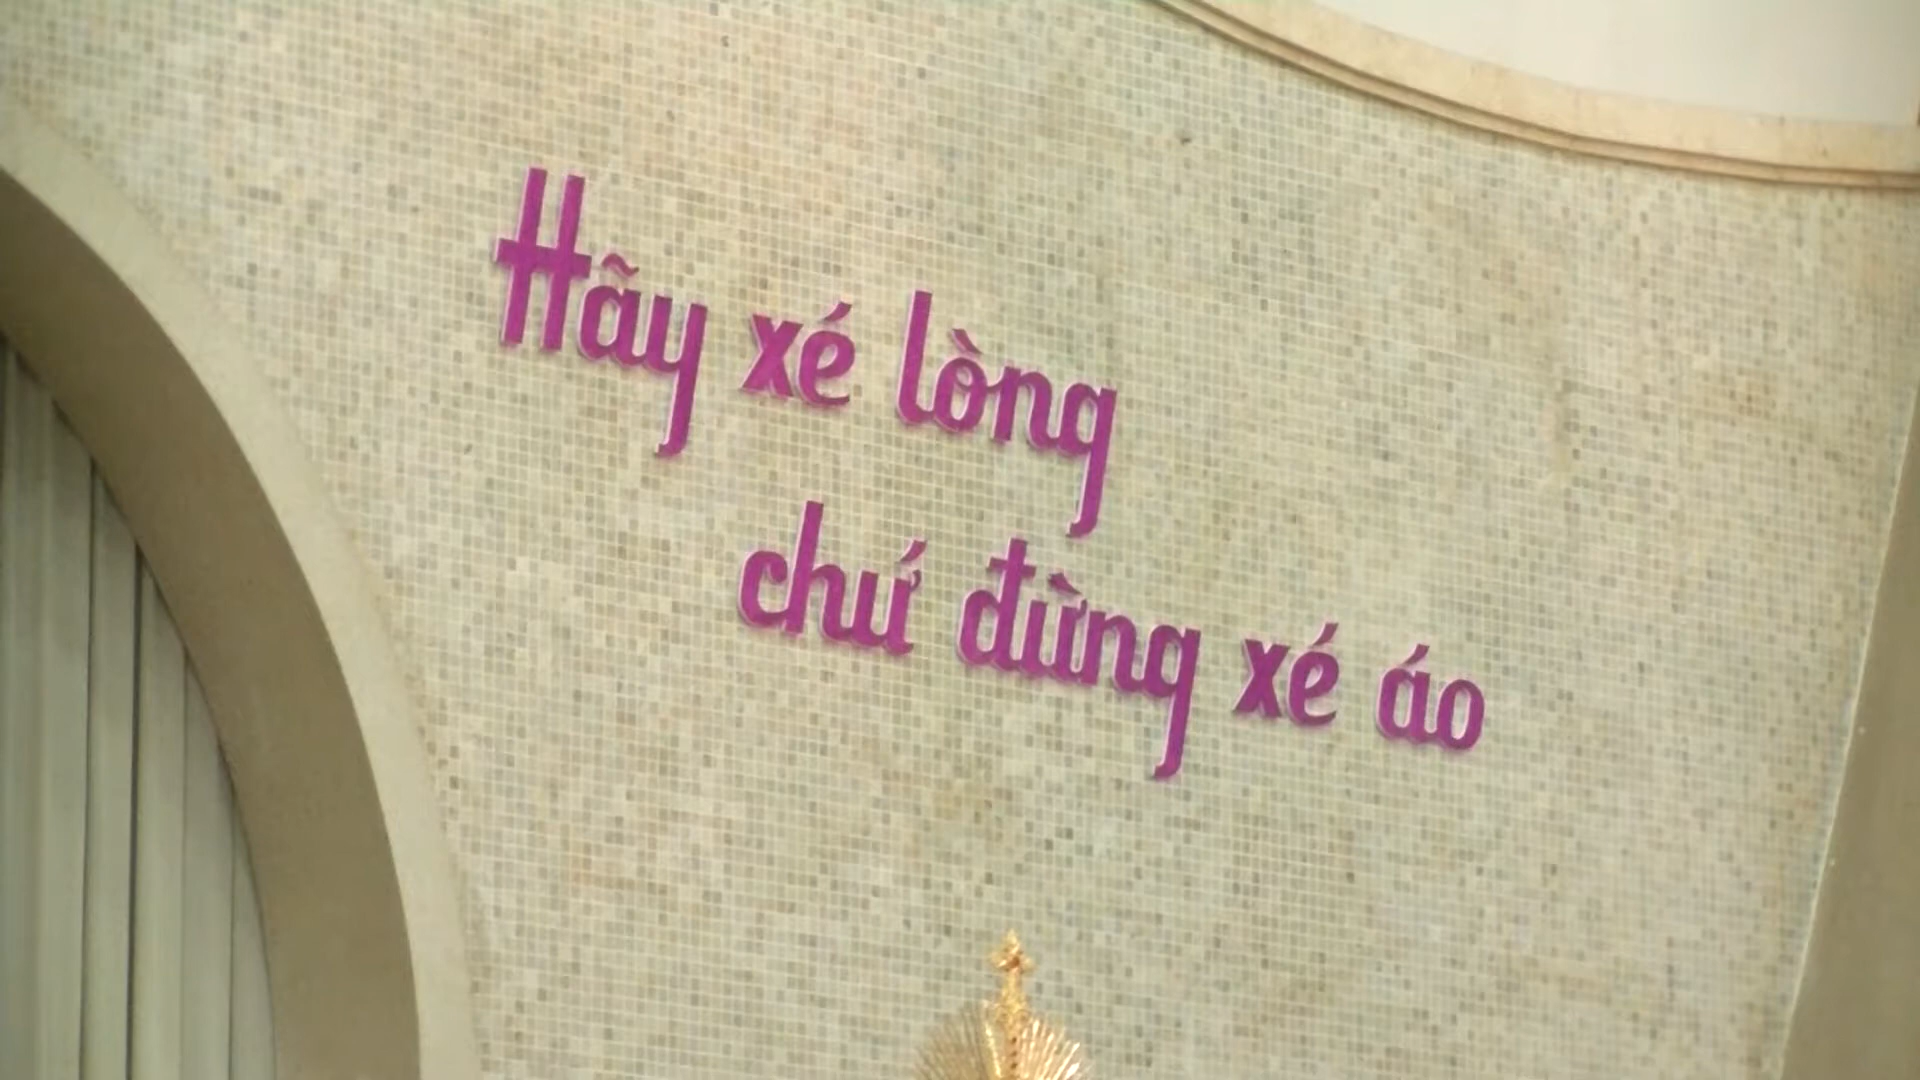 Hãy xé lòng
chứ đừng xé áo